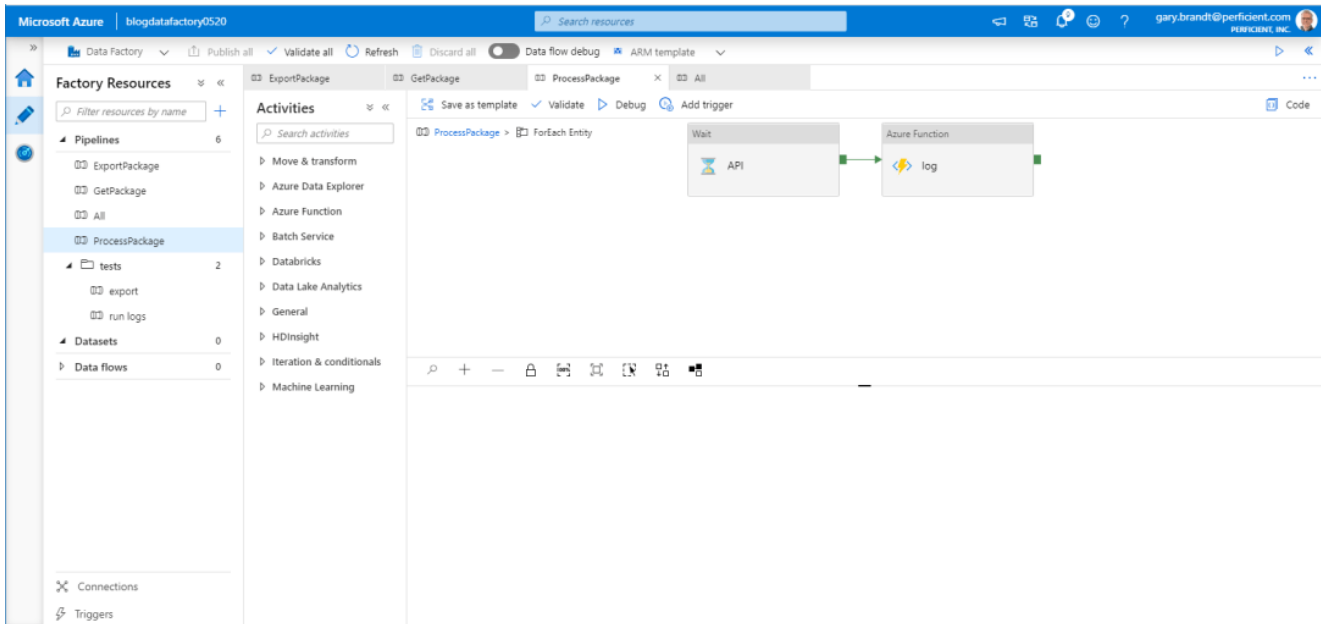 Microsoft Azure blogdatafactory0520 Search resources gary.brandt@perficient.com
PERFICIENT, INC.
Data Factory Publish all Validate all Refresh Discard all Data flow debug ARM template
Factory Resources
Filter resources by name
Pipelines 6
ExportPackage
GetPackage
All
ProcessPackage
tests 2
export
run logs
Datasets 0
Data flows 0
Connections
Triggers
ExportPackage GetPackage ProcessPackage All
Activities
Search activities
Move & transform
Azure Data Explorer
Azure Function
Batch Service
Databricks
Data Lake Analytics
General
HDInsight
Iteration & conditionals
Machine Learning
Save as template Validate Debug Add trigger Code
ProcessPackage > ForEach Entity
Wait
API
Azure Function
log